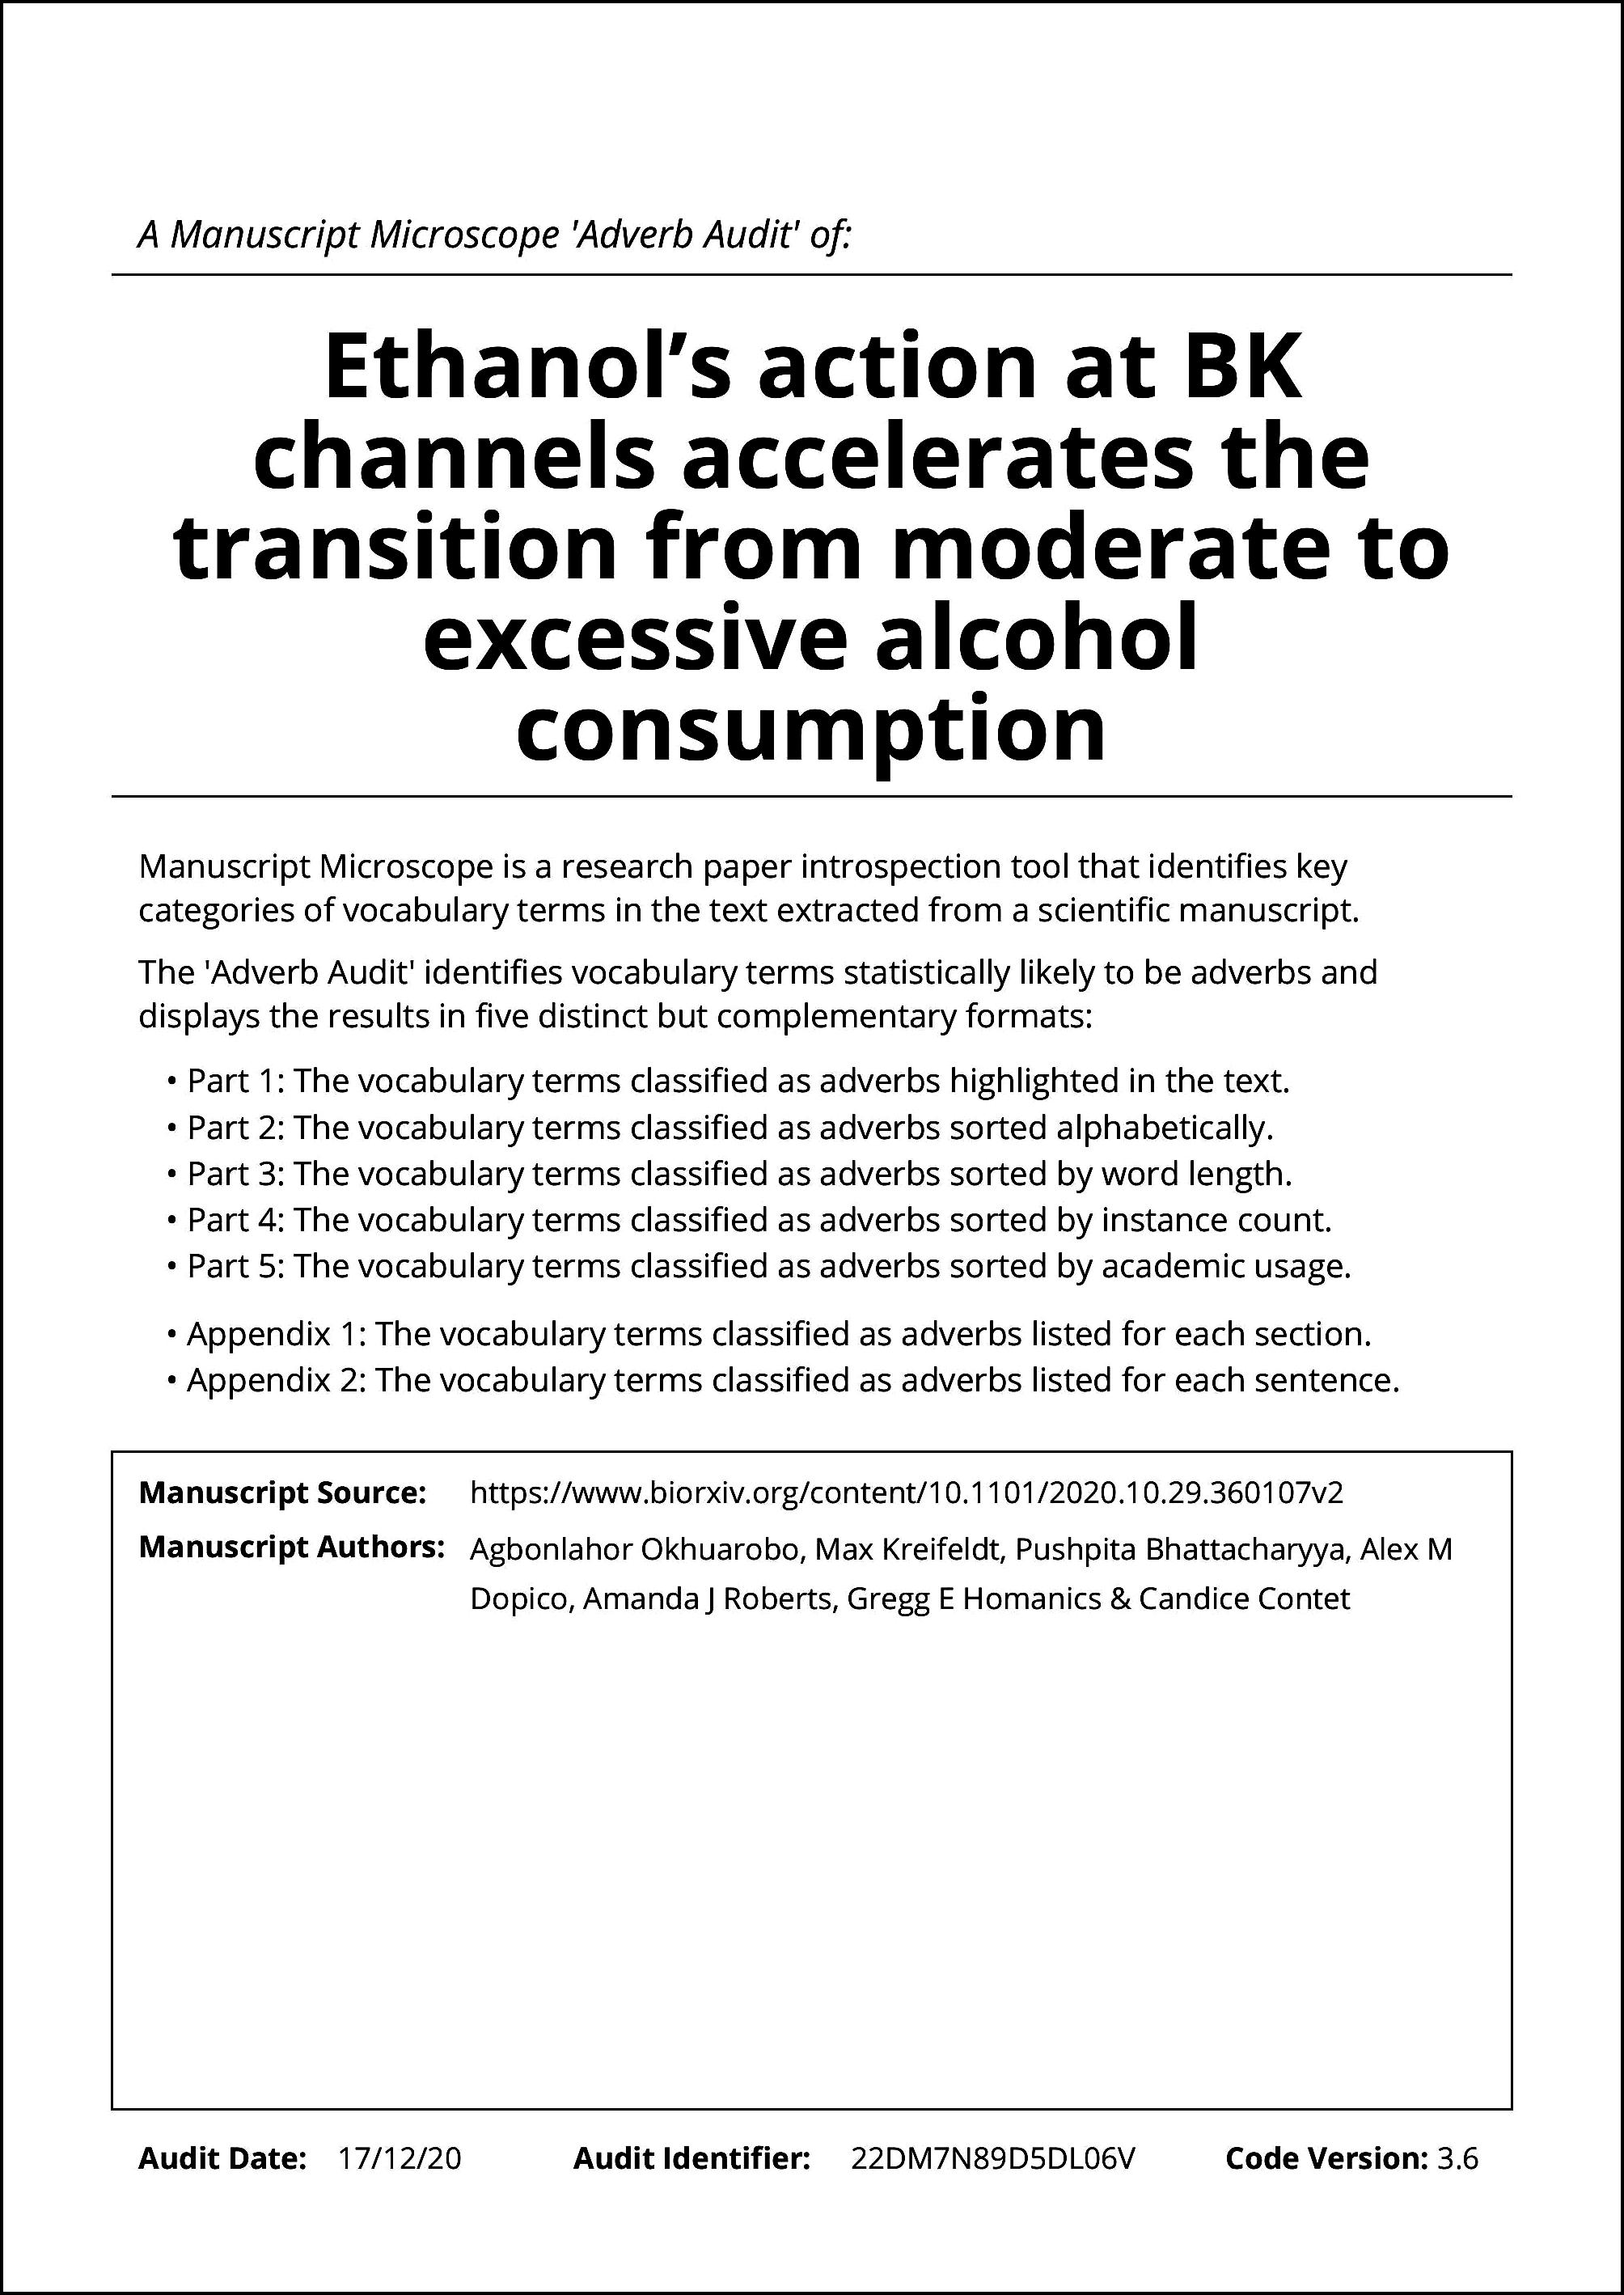 A Manuscript Microscope 'Adverb Audit' of:
Ethanol’s action at BK
channels accelerates the
transition from moderate to
excessive alcohol
consumption
Manuscript Microscope is a research paper introspection tool that identifies key
categories of vocabulary terms in the text extracted from a scientific manuscript.
The 'Adverb Audit' identifies vocabulary terms statistically likely to be adverbs and
displays the results in five distinct but complementary formats:
• Part 1: The vocabulary terms classified as adverbs highlighted in the text.
• Part 2: The vocabulary terms classified as adverbs sorted alphabetically.
• Part 3: The vocabulary terms classified as adverbs sorted by word length.
• Part 4: The vocabulary terms classified as adverbs sorted by instance count.
• Part 5: The vocabulary terms classified as adverbs sorted by academic usage.
• Appendix 1: The vocabulary terms classified as adverbs listed for each section.
• Appendix 2: The vocabulary terms classified as adverbs listed for each sentence.
Manuscript Source: https://www.biorxiv.org/content/10.1101/2020.10.29.360107v2
Manuscript Authors: Agbonlahor Okhuarobo, Max Kreifeldt, Pushpita Bhattacharyya, Alex M
Dopico, Amanda J Roberts, Gregg E Homanics & Candice Contet
Audit Date: 17/12/20 Audit Identifier: 22DM7N89D5DL06V Code Version: 3.6